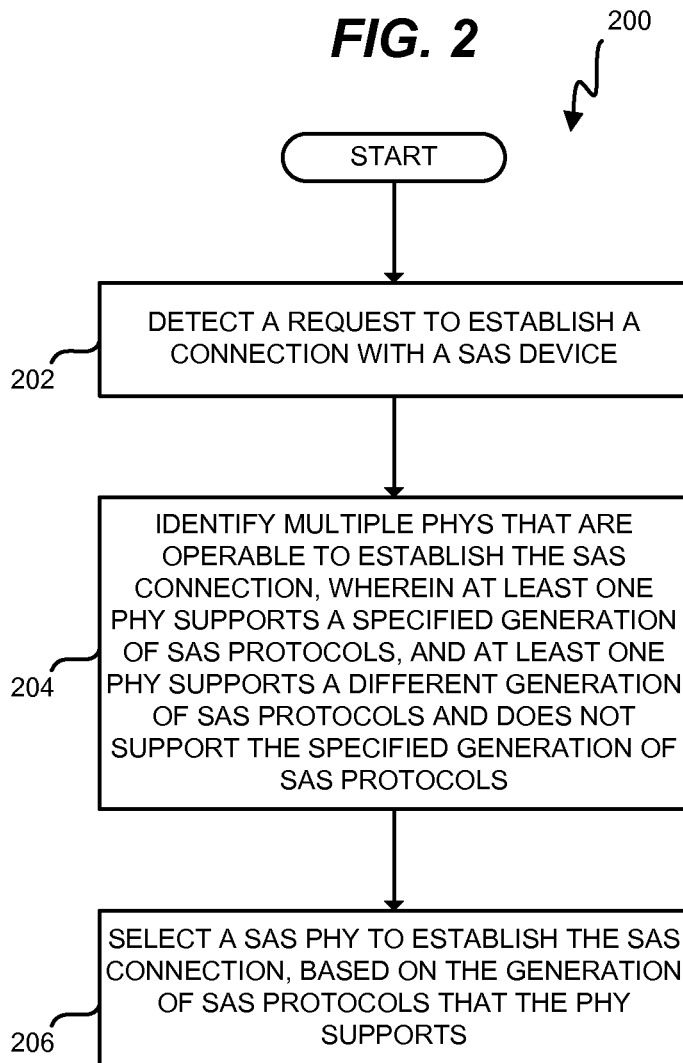 FIG. 2
200
START
DETECT A REQUEST TO ESTABLISH A
CONNECTION WITH A SAS DEVICE
202
IDENTIFY MULTIPLE PHYS THAT ARE
OPERABLE TO ESTABLISH THE SAS
CONNECTION, WHEREIN AT LEAST ONE
PHY SUPPORTS A SPECIFIED GENERATION
OF SAS PROTOCOLS, AND AT LEAST ONE
PHY SUPPORTS A DIFFERENT GENERATION
OF SAS PROTOCOLS AND DOES NOT
SUPPORT THE SPECIFIED GENERATION OF
SAS PROTOCOLS
204
SELECT A SAS PHY TO ESTABLISH THE SAS
CONNECTION, BASED ON THE GENERATION
OF SAS PROTOCOLS THAT THE PHY
SUPPORTS
206